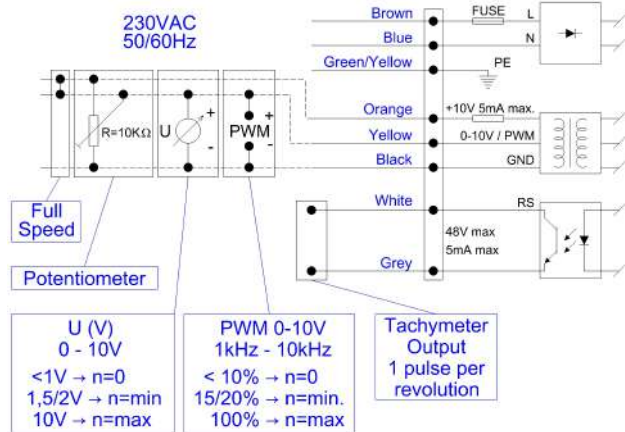 230VAC
50/60Hz
Brown
FUSE
L
Blue
N
Green/Yellow
PE
Orange
+10V 5mA max.
Yellow
0-10V / PWM
Black
GND
R=10KΩ
U
+
-
PWM
+
-
White
RS
48V max
5mA max
Grey
Full
Speed
Potentiometer
U (V)
0 - 10V
<1V → n=0
1,5/2V → n=min
10V → n=max
PWM 0-10V
1kHz - 10kHz
< 10% → n=0
15/20% → n=min.
100% → n=max
Tachymeter
Output
1 pulse per
revolution